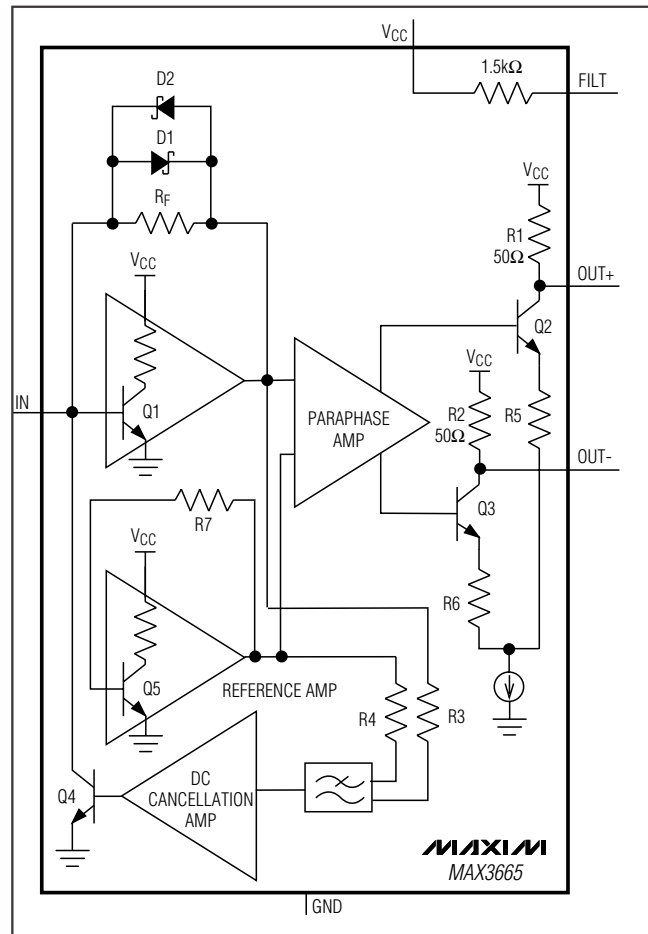 VCC
1.5kΩ
FILT
D2
D1
RF
VCC
R1
50Ω
OUT+
VCC
Q2
IN
Q1
PARAPHASE
AMP
VCC
R2
50Ω
R5
OUT-
Q3
R7
VCC
R6
Q5
REFERENCE AMP
R4
R3
DC
CANCELLATION
AMP
Q4
MAXIM
MAX3665
GND